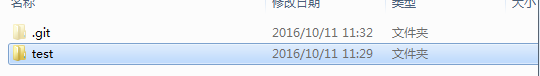 名称 修改日期 类型 大小
.git 2016/10/11 11:32 文件夹
test 2016/10/11 11:29 文件夹